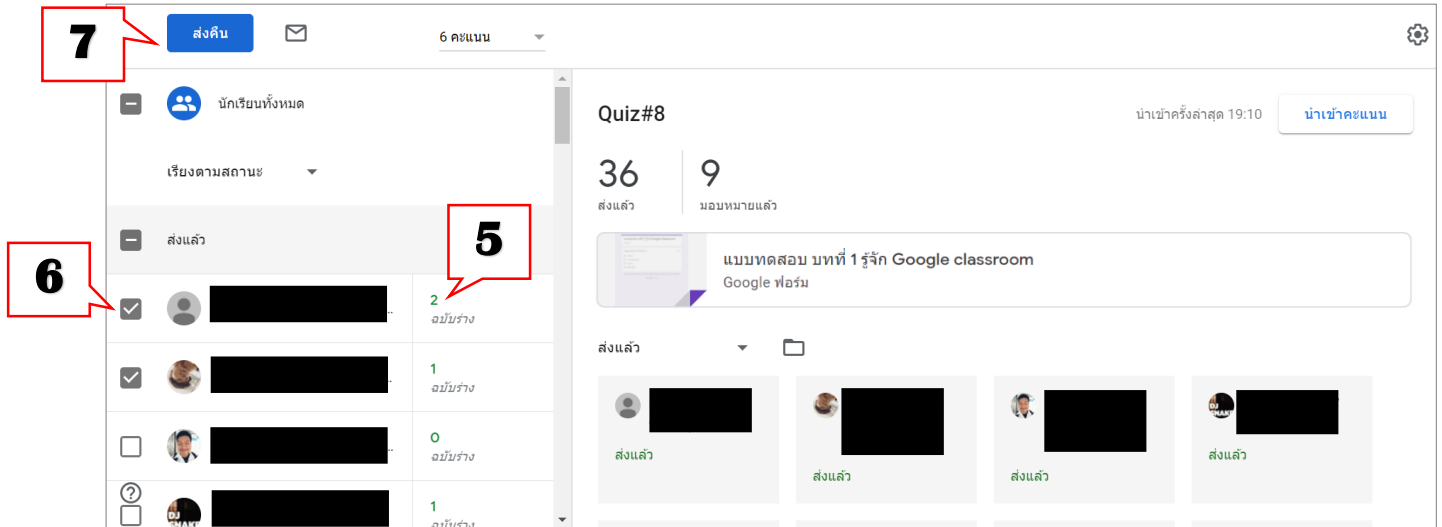 7
ส่งคืน
6 คะแนน
นักเรียนทั้งหมด
เรียงตามสถานะ
ส่งแล้ว
5
6
2
ฉบับร่าง
1
ฉบับร่าง
0
ฉบับร่าง
1
ฉบับร่าง
Quiz#8
นำเข้าครั้งล่าสุด 19:10
นำเข้าคะแนน
36
ส่งแล้ว
9
มอบหมายแล้ว
แบบทดสอบ บทที่ 1 รู้จัก Google classroom
Google ฟอร์ม
ส่งแล้ว
ส่งแล้ว
ส่งแล้ว
ส่งแล้ว
ส่งแล้ว